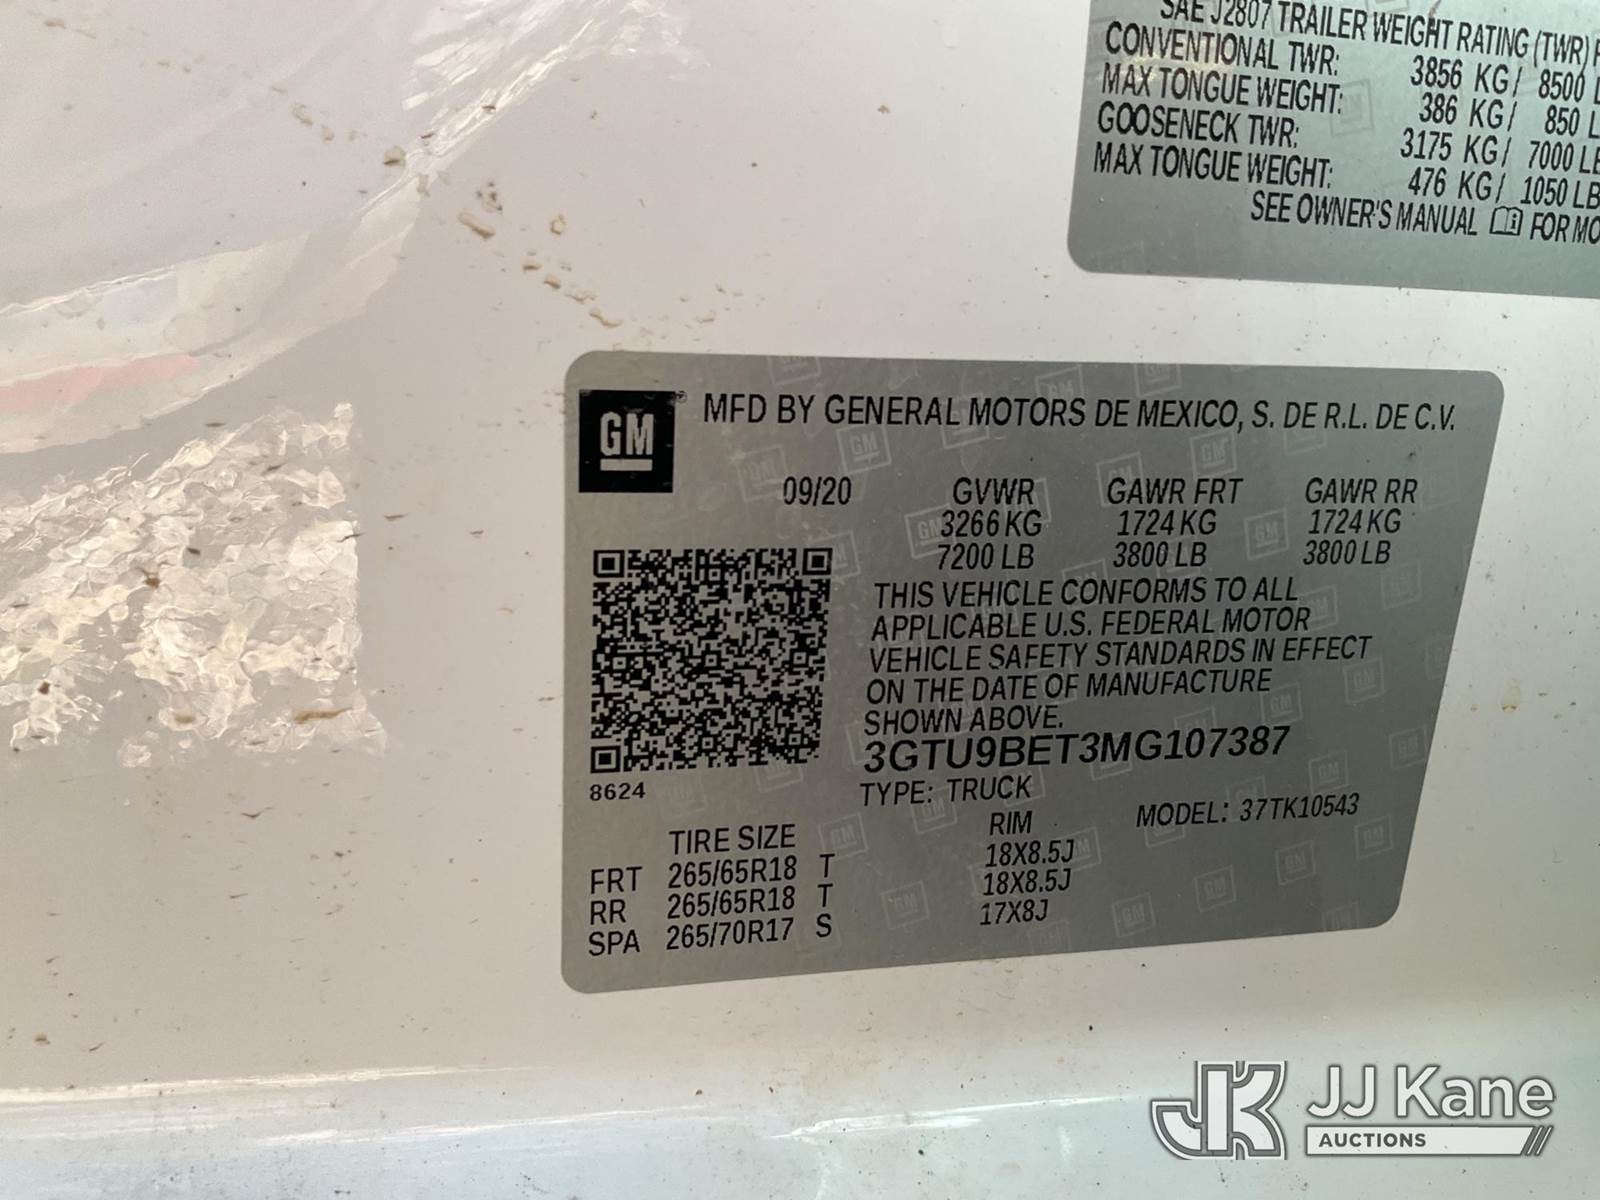 SAE J2807 TRAILER WEIGHT RATING (TWR)
CONVENTIONAL TWR: 3856 KG/ 8500
MAX TONGUE WEIGHT: 386 KG/ 850
GOOSENECK TWR: 3175 KG/ 7000 LB
MAX TONGUE WEIGHT: 476 KG/ 1050 LB
SEE OWNER'S MANUAL FOR MO
GM MFD BY GENERAL MOTORS DE MEXICO, S. DE R.L. DE C.V.
09/20 GVWR GAWR FRT GAWR RR
3266 KG 1724 KG 1724 KG
7200 LB 3800 LB 3800 LB
THIS VEHICLE CONFORMS TO ALL
APPLICABLE U.S. FEDERAL MOTOR
VEHICLE SAFETY STANDARDS IN EFFECT
ON THE DATE OF MANUFACTURE
SHOWN ABOVE.
3GTU9BET3MG107387
8624
TYPE: TRUCK MODEL: 37TK10543
TIRE SIZE RIM
FRT 265/65R18 T 18X8.5J
RR 265/65R18 T 18X8.5J
SPA 265/70R17 S 17X8J
JK JJ Kane
AUCTIONS